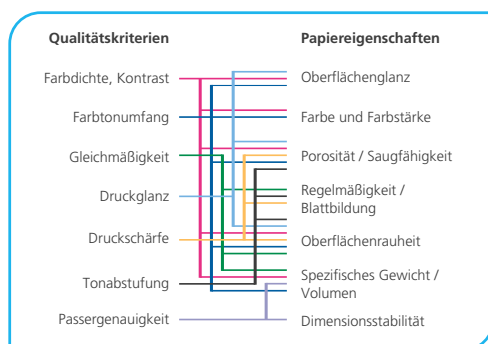 Qualitätskriterien
Papiereigenschaften
Farbdichte, Kontrast
Oberflächenglanz
Farbtonumfang
Farbe und Farbstärke
Gleichmäßigkeit
Porosität / Saugfähigkeit
Druckglanz
Regelmäßigkeit /
Blattbildung
Druckschärfe
Oberflächenrauheit
Tonabstufung
Spezifisches Gewicht /
Volumen
Passergenauigkeit
Dimensionsstabilität